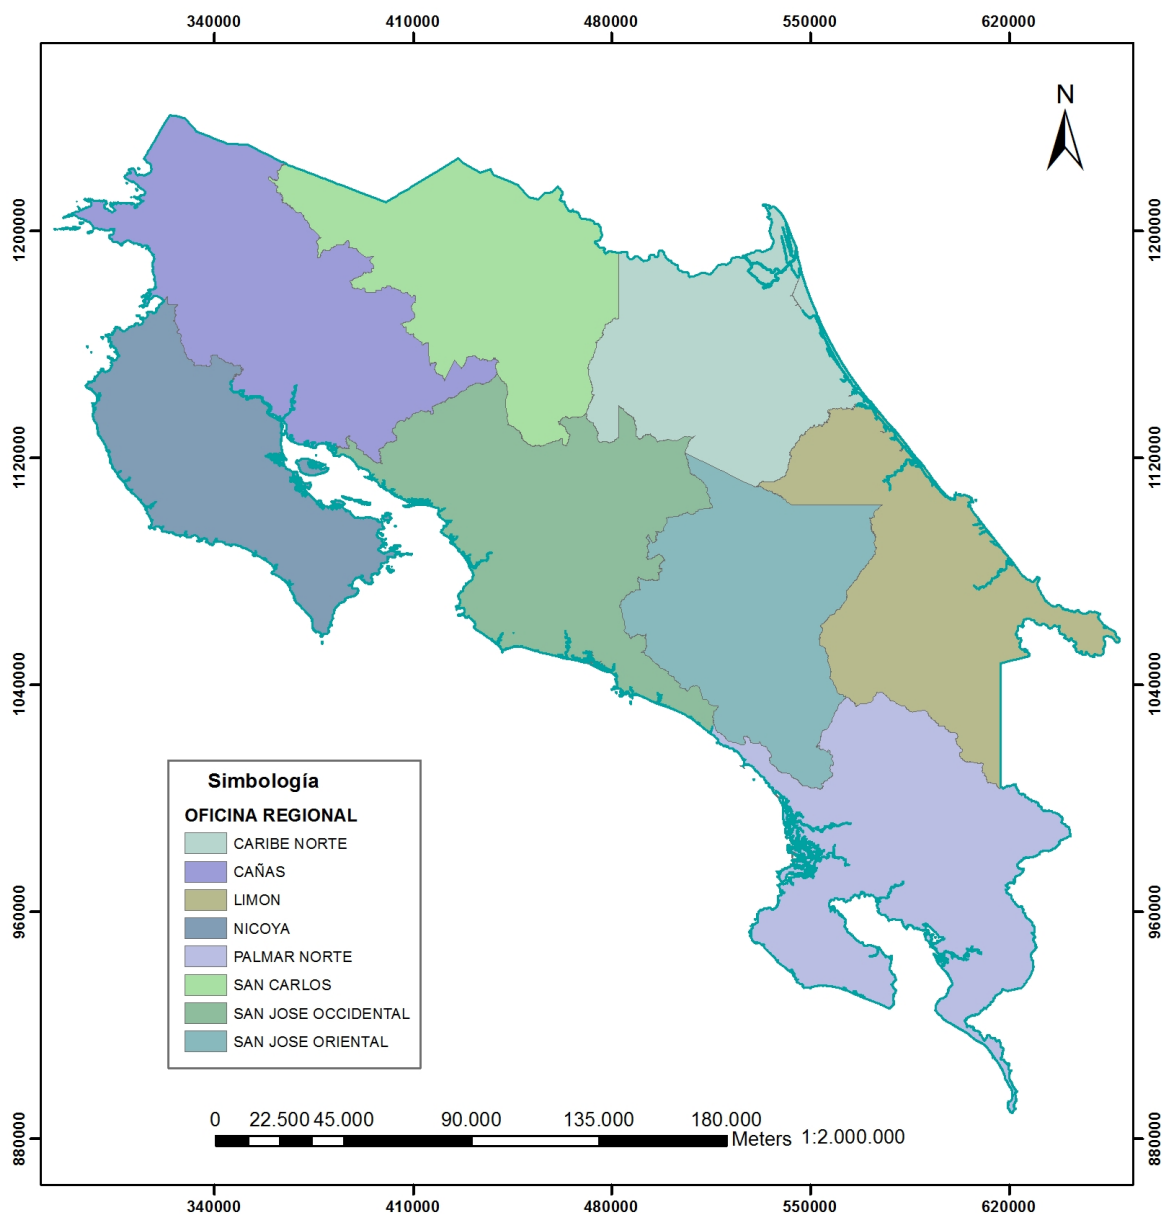 340000 410000 480000 550000 620000
N
1200000 1200000
1120000 1120000
1040000 1040000
960000 960000
880000 880000
Simbología
OFICINA REGIONAL
CARIBE NORTE
CAÑAS
LIMON
NICOYA
PALMAR NORTE
SAN CARLOS
SAN JOSE OCCIDENTAL
SAN JOSE ORIENTAL
0 22.500 45.000 90.000 135.000 180.000
Meters 1:2.000.000
340000 410000 480000 550000 620000